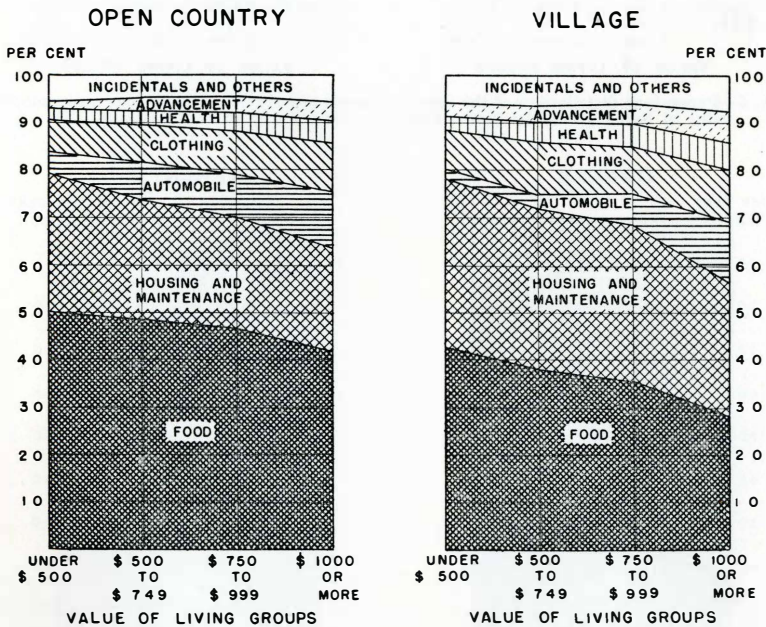 OPEN COUNTRY
PER CENT
100
90
80
70
60
50
40
30
20
10
INCIDENTALS AND OTHERS
ADVANCEMENT
HEALTH
CLOTHING
AUTOMOBILE
HOUSING AND
MAINTENANCE
FOOD
UNDER $ 500 $ 750 $ 1000
$ 500 TO TO OR
$ 749 $ 999 MORE
VALUE OF LIVING GROUPS
VILLAGE
PER CENT
INCIDENTALS AND OTHERS
ADVANCEMENT
HEALTH
CLOTHING
AUTOMOBILE
HOUSING AND
MAINTENANCE
FOOD
100
90
80
70
60
50
40
30
20
10
UNDER $ 500 $ 750 $ 1000
$ 500 TO TO OR
$ 749 $ 999 MORE
VALUE OF LIVING GROUPS